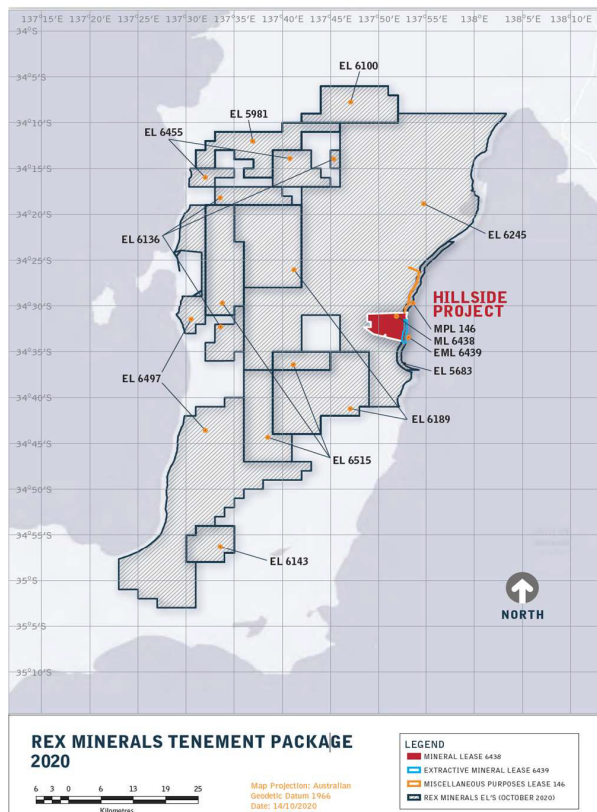 137°15'E 137°20'E 137°25'E 137°30'E 137°35'E 137°40'E 137°45'E 137°50'E 137°55'E 138°0'E 138°5'E 138°10'E
34°S
34°5'S
EL 6100
34°10'S
EL 5981
EL 6455
34°15'S
34°20'S
EL 6136
EL 6245
34°25'S
HILLSIDE
PROJECT
34°30'S
MPL 146
ML 6438
EML 6439
34°35'S
EL 5683
EL 6497
34°40'S
EL 6189
34°45'S
EL 6515
34°50'S
34°55'S
EL 6143
35°S
NORTH
35°5'S
35°10'S
REX MINERALS TENEMENT PACKAGE
2020
6 3 0 6 13 19 25
Kilometres
Map Projection: Australian
Geodetic Datum 1966
Date: 14/10/2020
LEGEND
MINERAL LEASE 6438
EXTRACTIVE MINERAL LEASE 6439
MISCELLANEOUS PURPOSES LEASE 146
REX MINERALS EL'S (OCTOBER 2020)